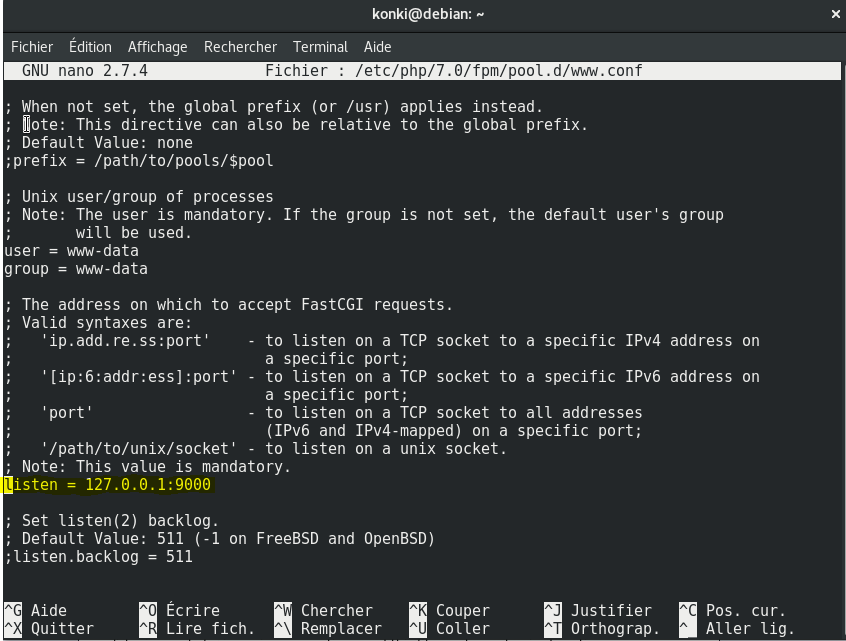 konki@debian: ~ ×
Fichier Édition Affichage Rechercher Terminal Aide
GNU nano 2.7.4 Fichier : /etc/php/7.0/fpm/pool.d/www.conf
; When not set, the global prefix (or /usr) applies instead.
; Note: This directive can also be relative to the global prefix.
; Default Value: none
;prefix = /path/to/pools/$pool
; Unix user/group of processes
; Note: The user is mandatory. If the group is not set, the default user's group
; will be used.
user = www-data
group = www-data
; The address on which to accept FastCGI requests.
; Valid syntaxes are:
; 'ip.add.re.ss:port' - to listen on a TCP socket to a specific IPv4 address on
; a specific port;
; '[ip:6:addr:ess]:port' - to listen on a TCP socket to a specific IPv6 address on
; a specific port;
; 'port' - to listen on a TCP socket to all addresses
; (IPv6 and IPv4-mapped) on a specific port;
; '/path/to/unix/socket' - to listen on a unix socket.
; Note: This value is mandatory.
listen = 127.0.0.1:9000
; Set listen(2) backlog.
; Default Value: 511 (-1 on FreeBSD and OpenBSD)
;listen.backlog = 511
^G Aide ^O Écrire ^W Chercher ^K Couper ^J Justifier ^C Pos. cur.
^X Quitter ^R Lire fich. ^\ Remplacer ^U Coller ^T Orthograp. ^_ Aller lig.